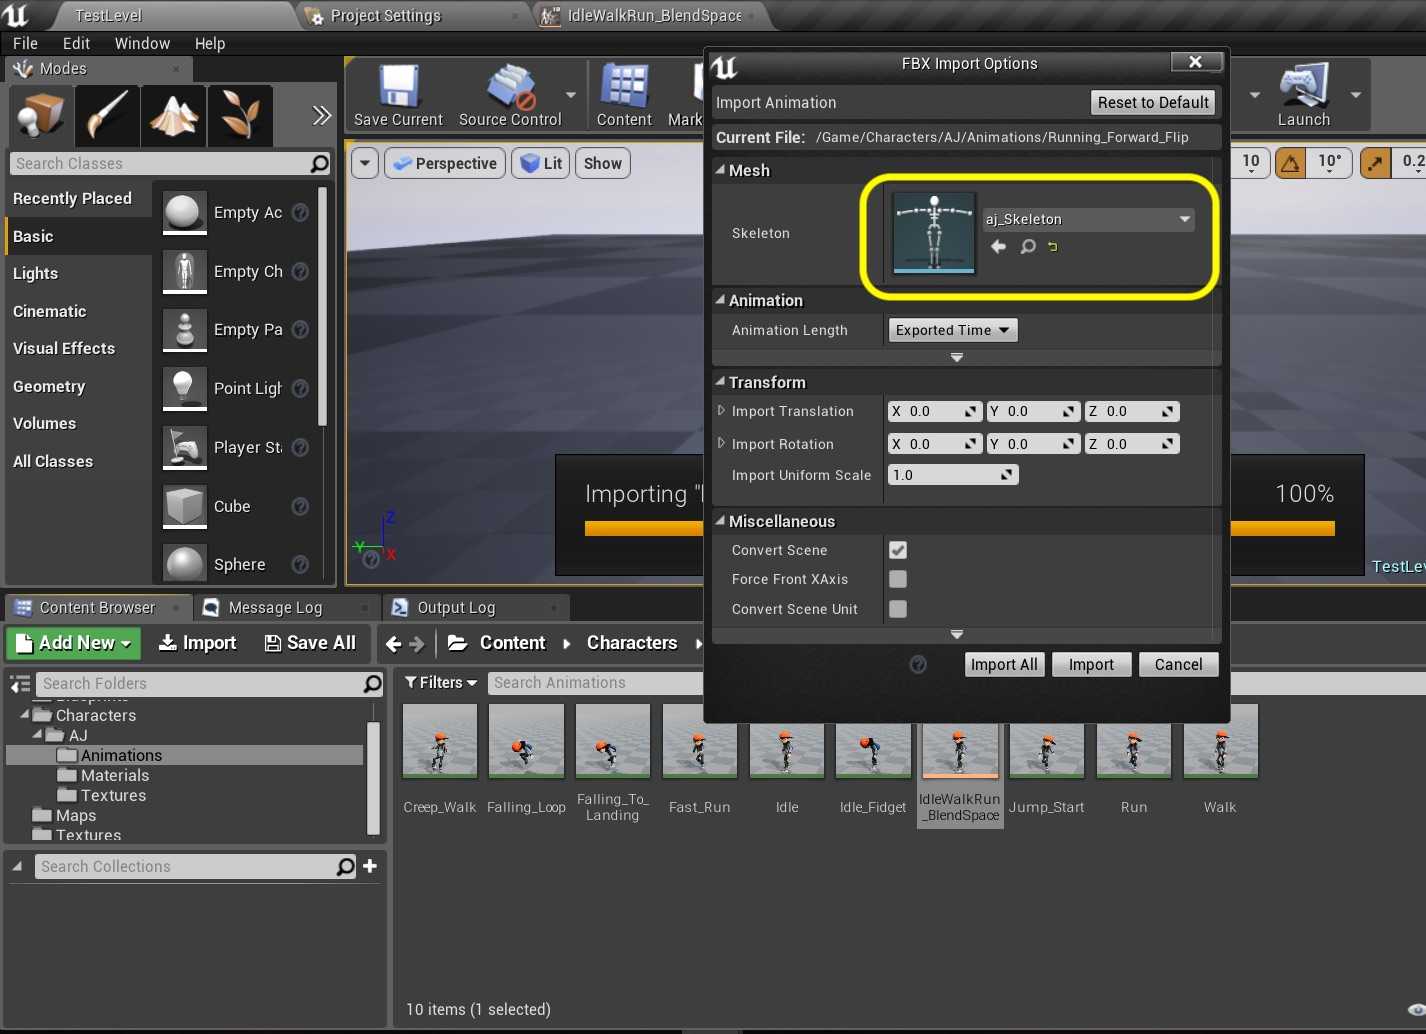 TestLevel
Project Settings
IdleWalkRun_BlendSpace
File Edit Window Help
Modes
Save Current
Source Control
Content
Mark
Launch
Search Classes
Recently Placed
Basic
Lights
Cinematic
Visual Effects
Geometry
Volumes
All Classes
Empty Ac
Empty Ch
Empty Pa
Point Ligh
Player Sta
Cube
Sphere
Perspective
Lit
Show
10
10°
0.2
Z
Y
X
Importing "
100%
TestLev
FBX Import Options
Import Animation
Reset to Default
Current File: /Game/Characters/AJ/Animations/Running_Forward_Flip
Mesh
Skeleton
aj_Skeleton
Animation
Animation Length
Exported Time
Transform
Import Translation X 0.0 Y 0.0 Z 0.0
Import Rotation X 0.0 Y 0.0 Z 0.0
Import Uniform Scale 1.0
Miscellaneous
Convert Scene
Force Front XAxis
Convert Scene Unit
Import All
Import
Cancel
Content Browser
Message Log
Output Log
Add New
Import
Save All
Content
Characters
Search Folders
Blueprints
Characters
AJ
Animations
Materials
Textures
Maps
Textures
Search Collections
Filters
Search Animations
Creep_Walk
Falling_Loop
Falling_To_
Landing
Fast_Run
Idle
Idle_Fidget
IdleWalkRun
_BlendSpace
Jump_Start
Run
Walk
10 items (1 selected)